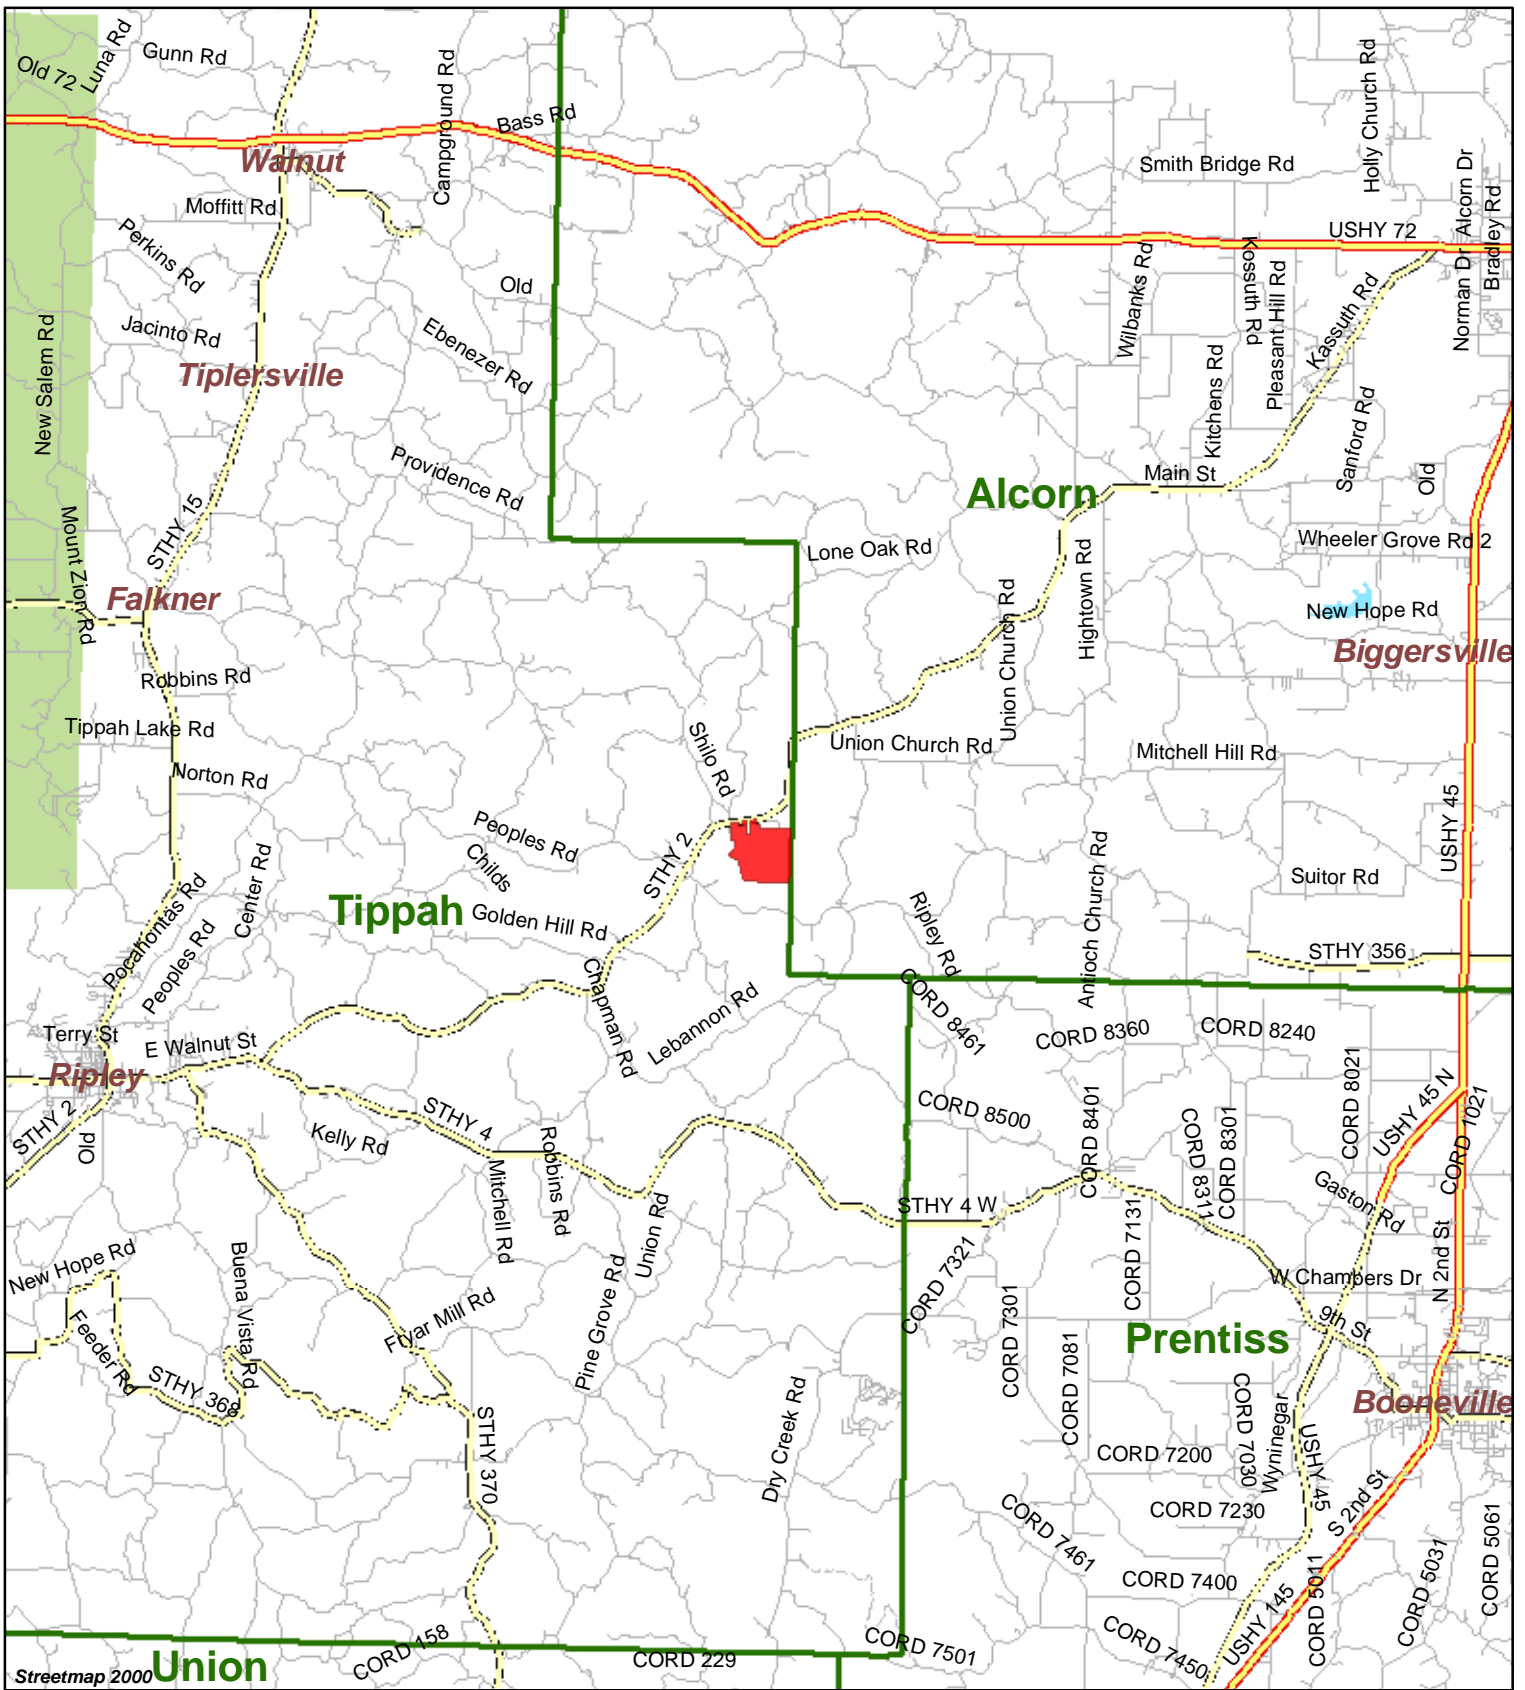 Luna Rd
Gunn Rd
Old 72
Campground Rd
Bass Rd
Holly Church Rd
Walnut
Smith Bridge Rd
Alcorn Dr
Bradley Rd
Moffitt Rd
Perkins Rd
USHY 72
Norman Dr
Old
Wilbanks Rd
Kossuth Rd
Pleasant Hill Rd
Kassuth Rd
New Salem Rd
Jacinto Rd
Ebenezer Rd
Tiplersville
Kitchens Rd
Sanford Rd
Providence Rd
Main St
Old
Alcorn
STHY 15
Mount Zion Rd
Lone Oak Rd
Hightown Rd
Wheeler Grove Rd 2
Falkner
Union Church Rd
New Hope Rd
Biggersville
Robbins Rd
Tippah Lake Rd
Shilo Rd
Union Church Rd
Mitchell Hill Rd
Norton Rd
USHY 45
Peoples Rd
Childs
STHY 2
Center Rd
Antioch Church Rd
Suitor Rd
Tippah
Golden Hill Rd
Ripley Rd
Pocahontas Rd
Peoples Rd
STHY 356
Chapman Rd
Lebannon Rd
CORD 8461
Terry St
E Walnut St
CORD 8360
CORD 8240
Ripley
CORD 8021
USHY 45 N
CORD 1021
STHY 2
Old
Kelly Rd
STHY 4
CORD 8500
CORD 8401
CORD 8311
CORD 8301
Robbins Rd
Mitchell Rd
STHY 4 W
Gaston Rd
Union Rd
CORD 7131
N 2nd St
New Hope Rd
Buena Vista Rd
CORD 7321
W Chambers Dr
Pine Grove Rd
Fryar Mill Rd
CORD 7301
9th St
Feeder Rd
Prentiss
CORD 7081
STHY 368
Dry Creek Rd
CORD 7030
Wyninegar
Booneville
STHY 370
CORD 7200
USHY 45
CORD 7230
S 2nd St
CORD 7461
CORD 5061
CORD 5031
CORD 7400
CORD 5011
USHY 145
CORD 158
CORD 7501
CORD 7450
CORD 229
Union
Streetmap 2000